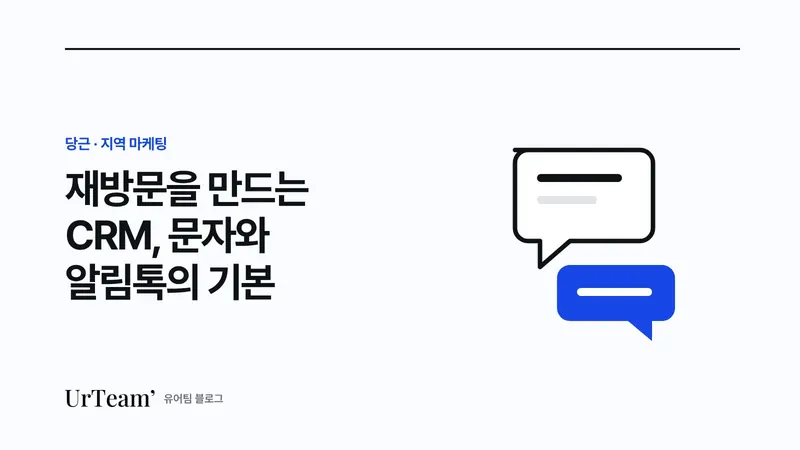 당근 · 지역 마케팅
재방문을 만드는
CRM, 문자와
알림톡의 기본
UrTeam’ 유어팀 블로그